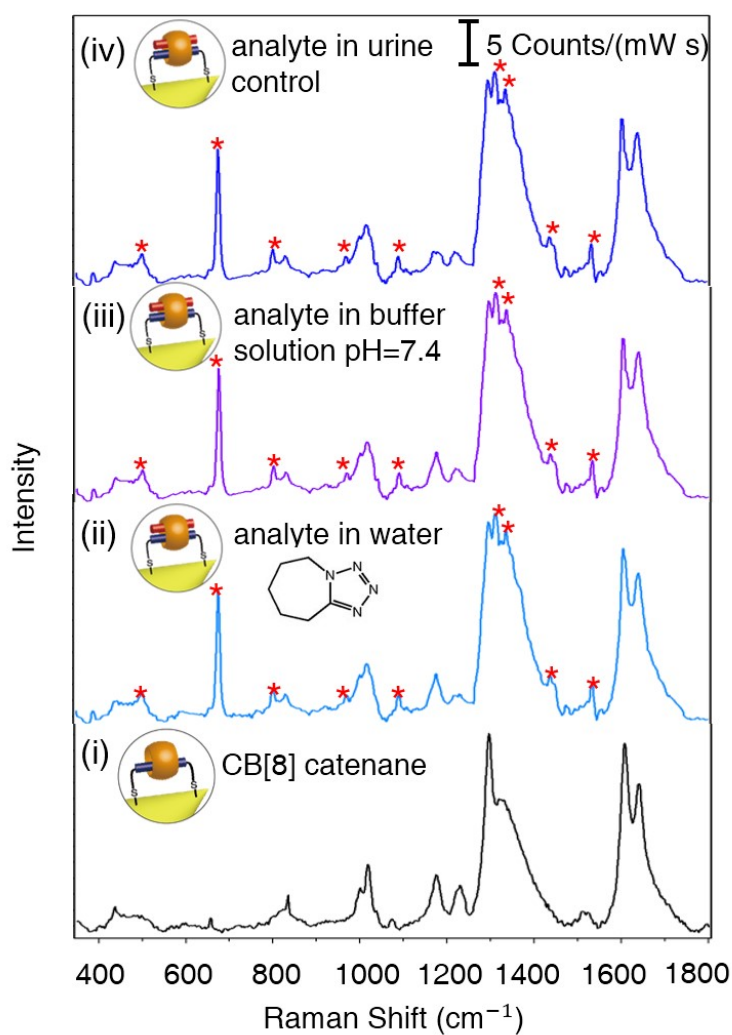 (iv) analyte in urine control
5 Counts/(mW s)
S S
(iii) analyte in buffer solution pH=7.4
S S
(ii) analyte in water
S S
N N
N
N
(i) CB[8] catenane
S S
Intensity
400 600 800 1000 1200 1400 1600 1800
Raman Shift (cm⁻¹)